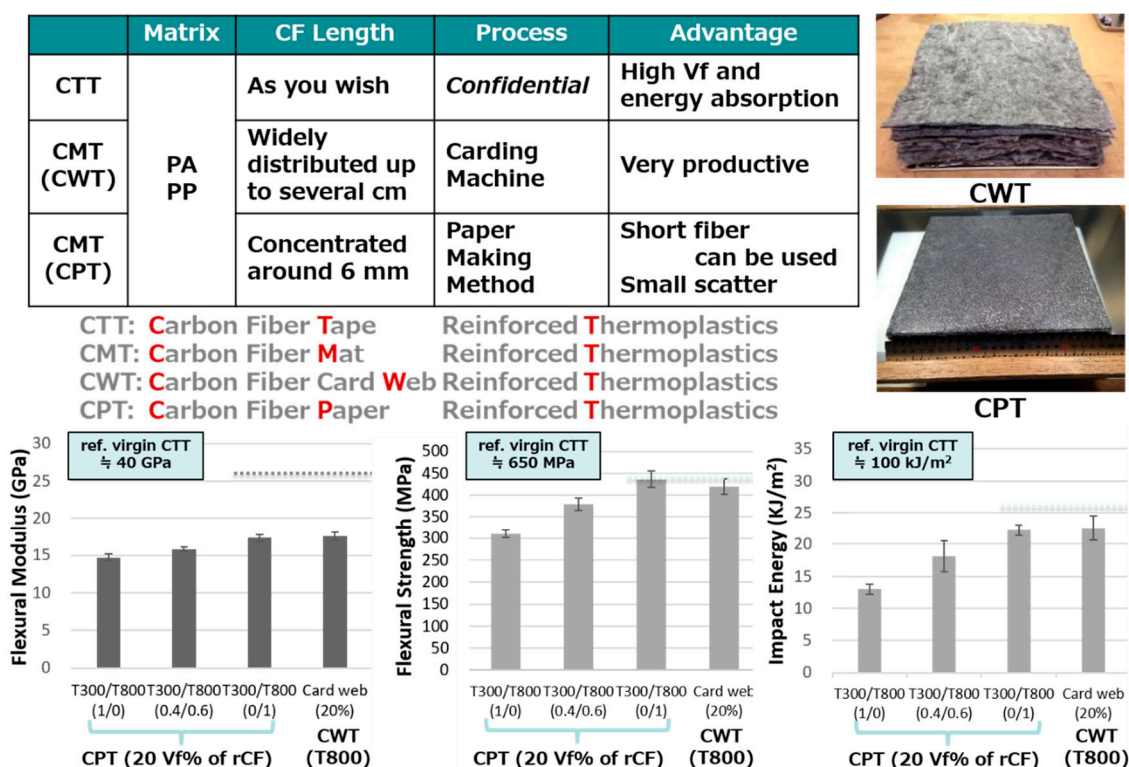 Matrix CF Length Process Advantage
CTT
PA
PP
As you wish
Confidential
High Vf and
energy absorption
CMT
(CWT)
Widely
distributed up
to several cm
Carding
Machine
Very productive
CMT
(CPT)
Concentrated
around 6 mm
Paper
Making
Method
Short fiber
can be used
Small scatter
CWT
CPT
CTT: Carbon Fiber Tape Reinforced Thermoplastics
CMT: Carbon Fiber Mat Reinforced Thermoplastics
CWT: Carbon Fiber Card Web Reinforced Thermoplastics
CPT: Carbon Fiber Paper Reinforced Thermoplastics
Flexural Modulus (GPa)
30
25
20
15
10
5
0
ref. virgin CTT
≒ 40 GPa
T300/T800 T300/T800 T300/T800 Card web
(1/0) (0.4/0.6) (0/1) (20%)
CPT (20 Vf% of rCF)
CWT
(T800)
Flexural Strength (MPa)
500
450
400
350
300
250
200
150
100
50
0
ref. virgin CTT
≒ 650 MPa
T300/T800 T300/T800 T300/T800 Card web
(1/0) (0.4/0.6) (0/1) (20%)
CPT (20 Vf% of rCF)
CWT
(T800)
Impact Energy (KJ/m²)
35
30
25
20
15
10
5
0
ref. virgin CTT
≒ 100 kJ/m²
T300/T800 T300/T800 T300/T800 Card web
(1/0) (0.4/0.6) (0/1) (20%)
CPT (20 Vf% of rCF)
CWT
(T800)